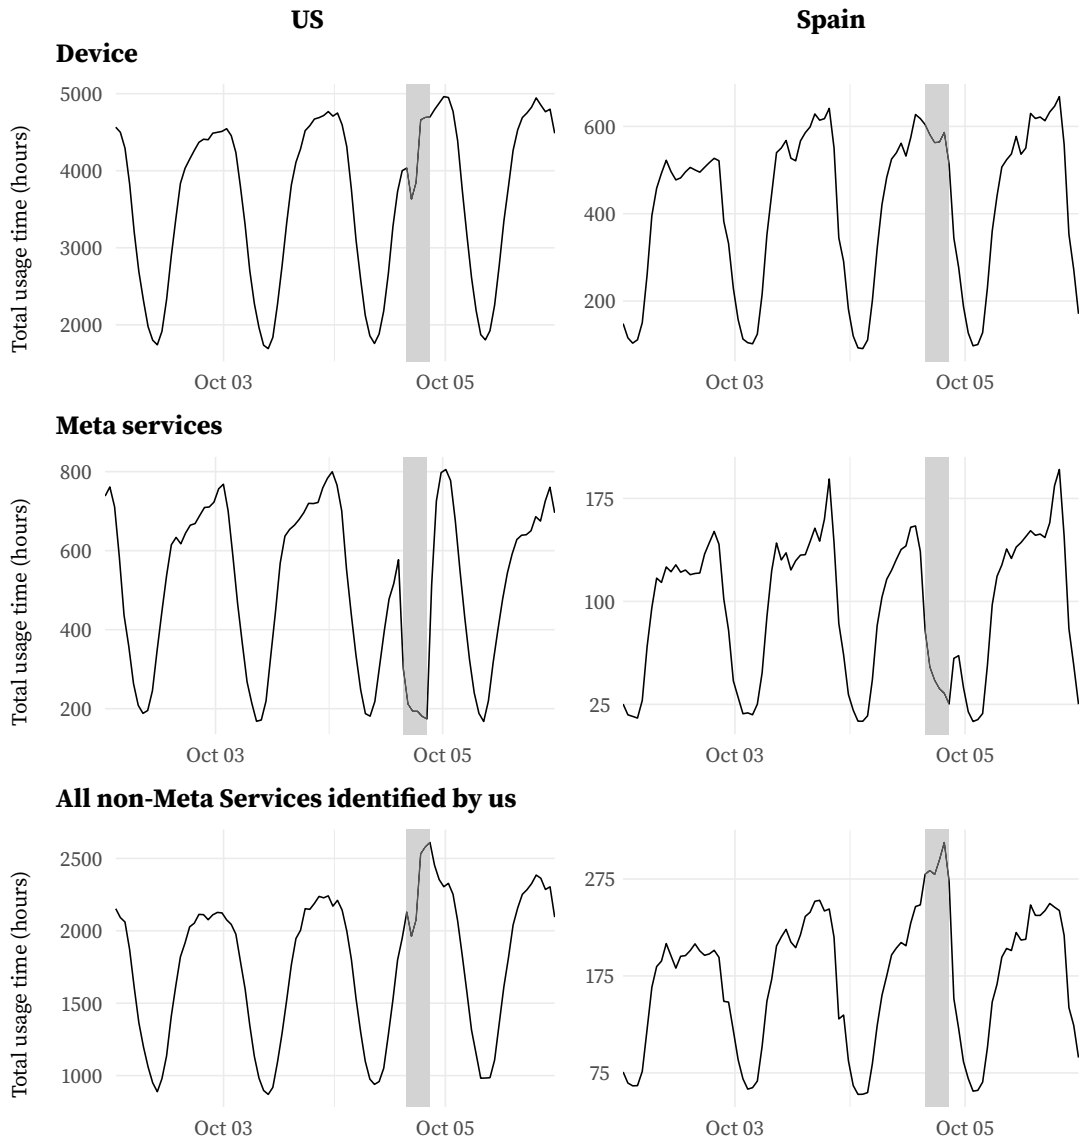 US
Spain
Device
Total usage time (hours)
5000
4000
3000
2000
Oct 03
Oct 05
600
400
200
Oct 03
Oct 05
Meta services
Total usage time (hours)
800
600
400
200
Oct 03
Oct 05
175
100
25
Oct 03
Oct 05
All non-Meta Services identified by us
Total usage time (hours)
2500
2000
1500
1000
Oct 03
Oct 05
275
175
75
Oct 03
Oct 05